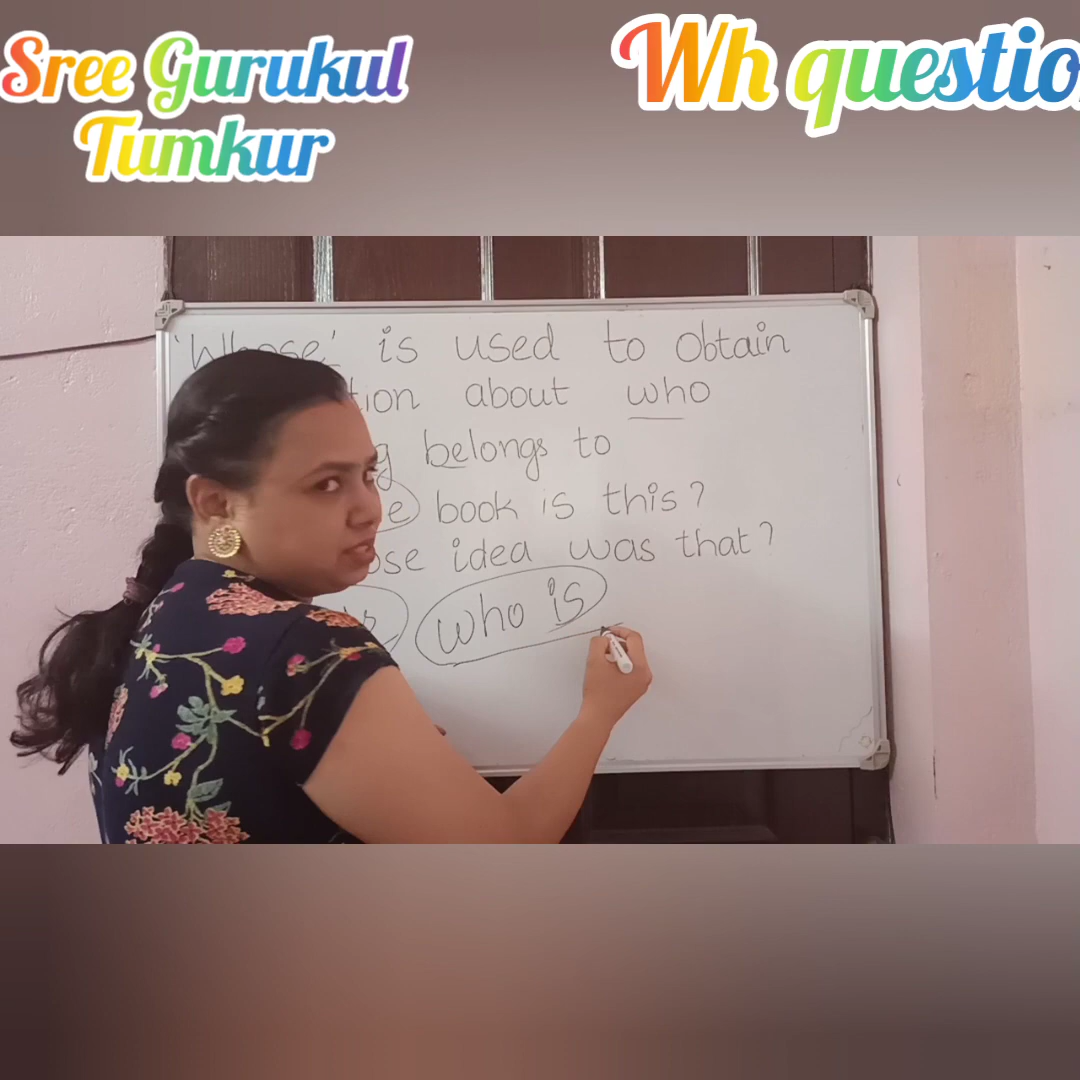 Sree Gurukul
Tumkur
Wh questio
'Whose' is used to obtain
tion about who
g belongs to
e book is this?
ose idea was that?
who is